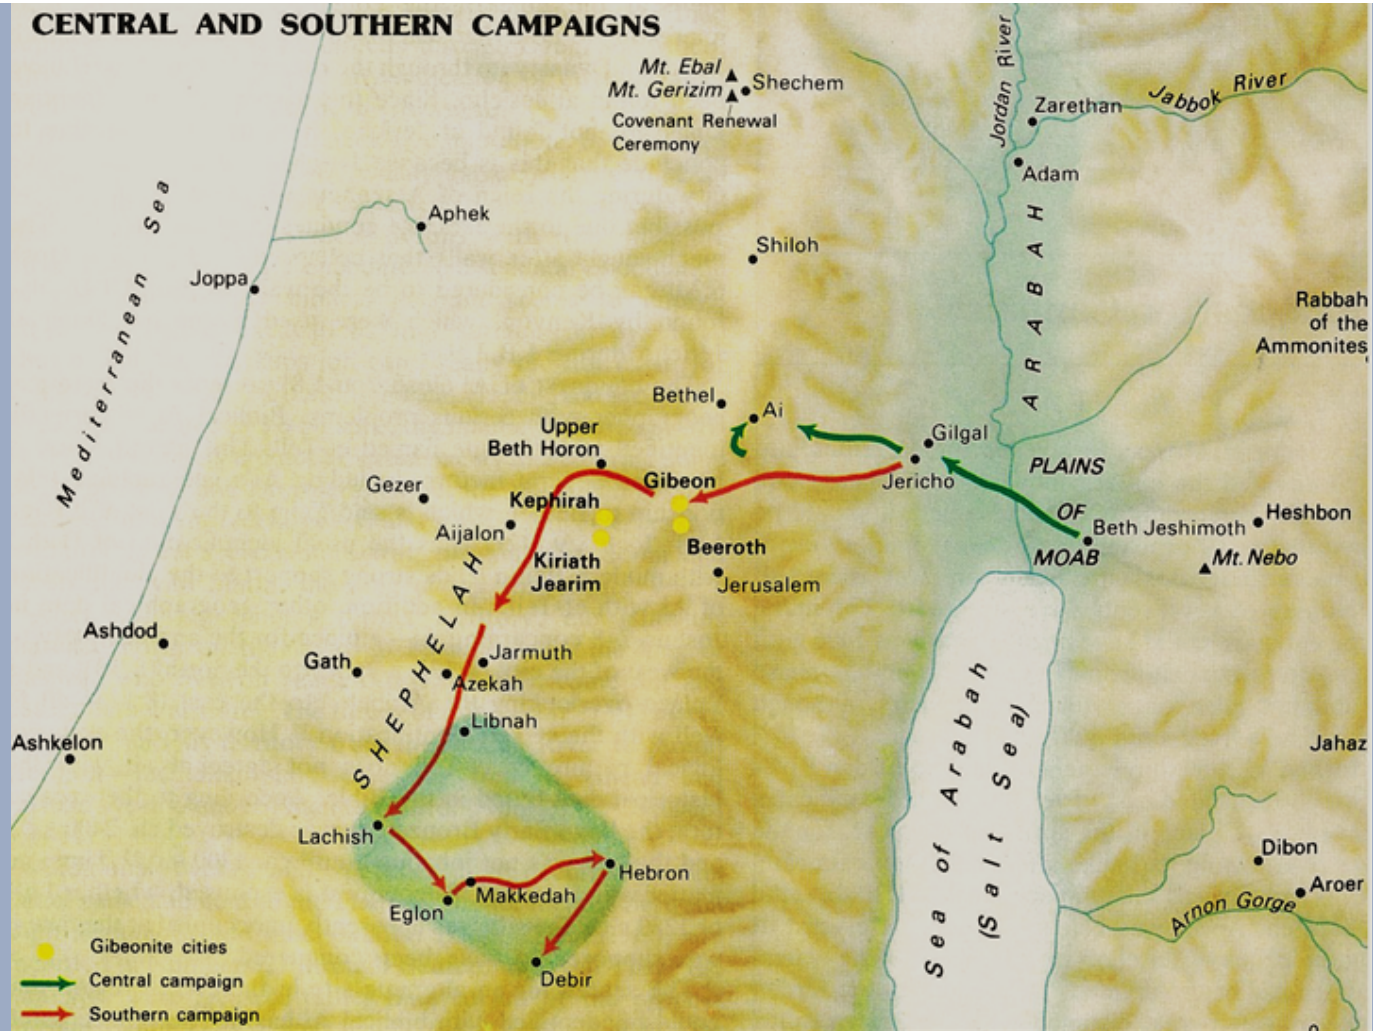 CENTRAL AND SOUTHERN CAMPAIGNS
Mt. Ebal
Mt. Gerizim
Shechem
Covenant Renewal
Ceremony
Jordan River
Zarethan
Jabbok River
Adam
Mediterranean Sea
Aphek
Joppa
Shiloh
ARABAH
Rabbah
of the
Ammonites
Bethel
Ai
Upper
Beth Horon
Gilgal
Jericho
PLAINS
OF
MOAB
Gezer
Kephirah
Gibeon
Aijalon
Kiriath
Jearim
Beeroth
Jerusalem
Beth Jeshimoth
Heshbon
Mt. Nebo
SHEPHELAH
Ashdod
Gath
Jarmuth
Azekah
Libnah
Ashkelon
Sea of Arabah
(Salt Sea)
Jahaz
Lachish
Hebron
Makkedah
Eglon
Debir
Dibon
Aroer
Arnon Gorge
Gibeonite cities
Central campaign
Southern campaign